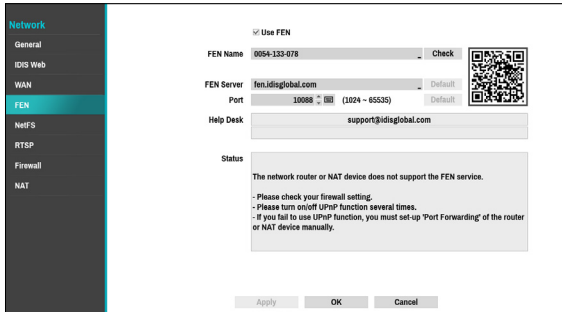 Network
General
IDIS Web
WAN
FEN
NetFS
RTSP
Firewall
NAT
Use FEN
FEN Name 0054-133-078 Check
FEN Server fen.idisglobal.com Default
Port 10088 (1024 ~ 65535) Default
Help Desk support@idisglobal.com
Status
The network router or NAT device does not support the FEN service.
- Please check your firewall setting.
- Please turn on/off UPnP function several times.
- If you fail to use UPnP function, you must set-up 'Port Forwarding' of the router
or NAT device manually.
Apply OK Cancel